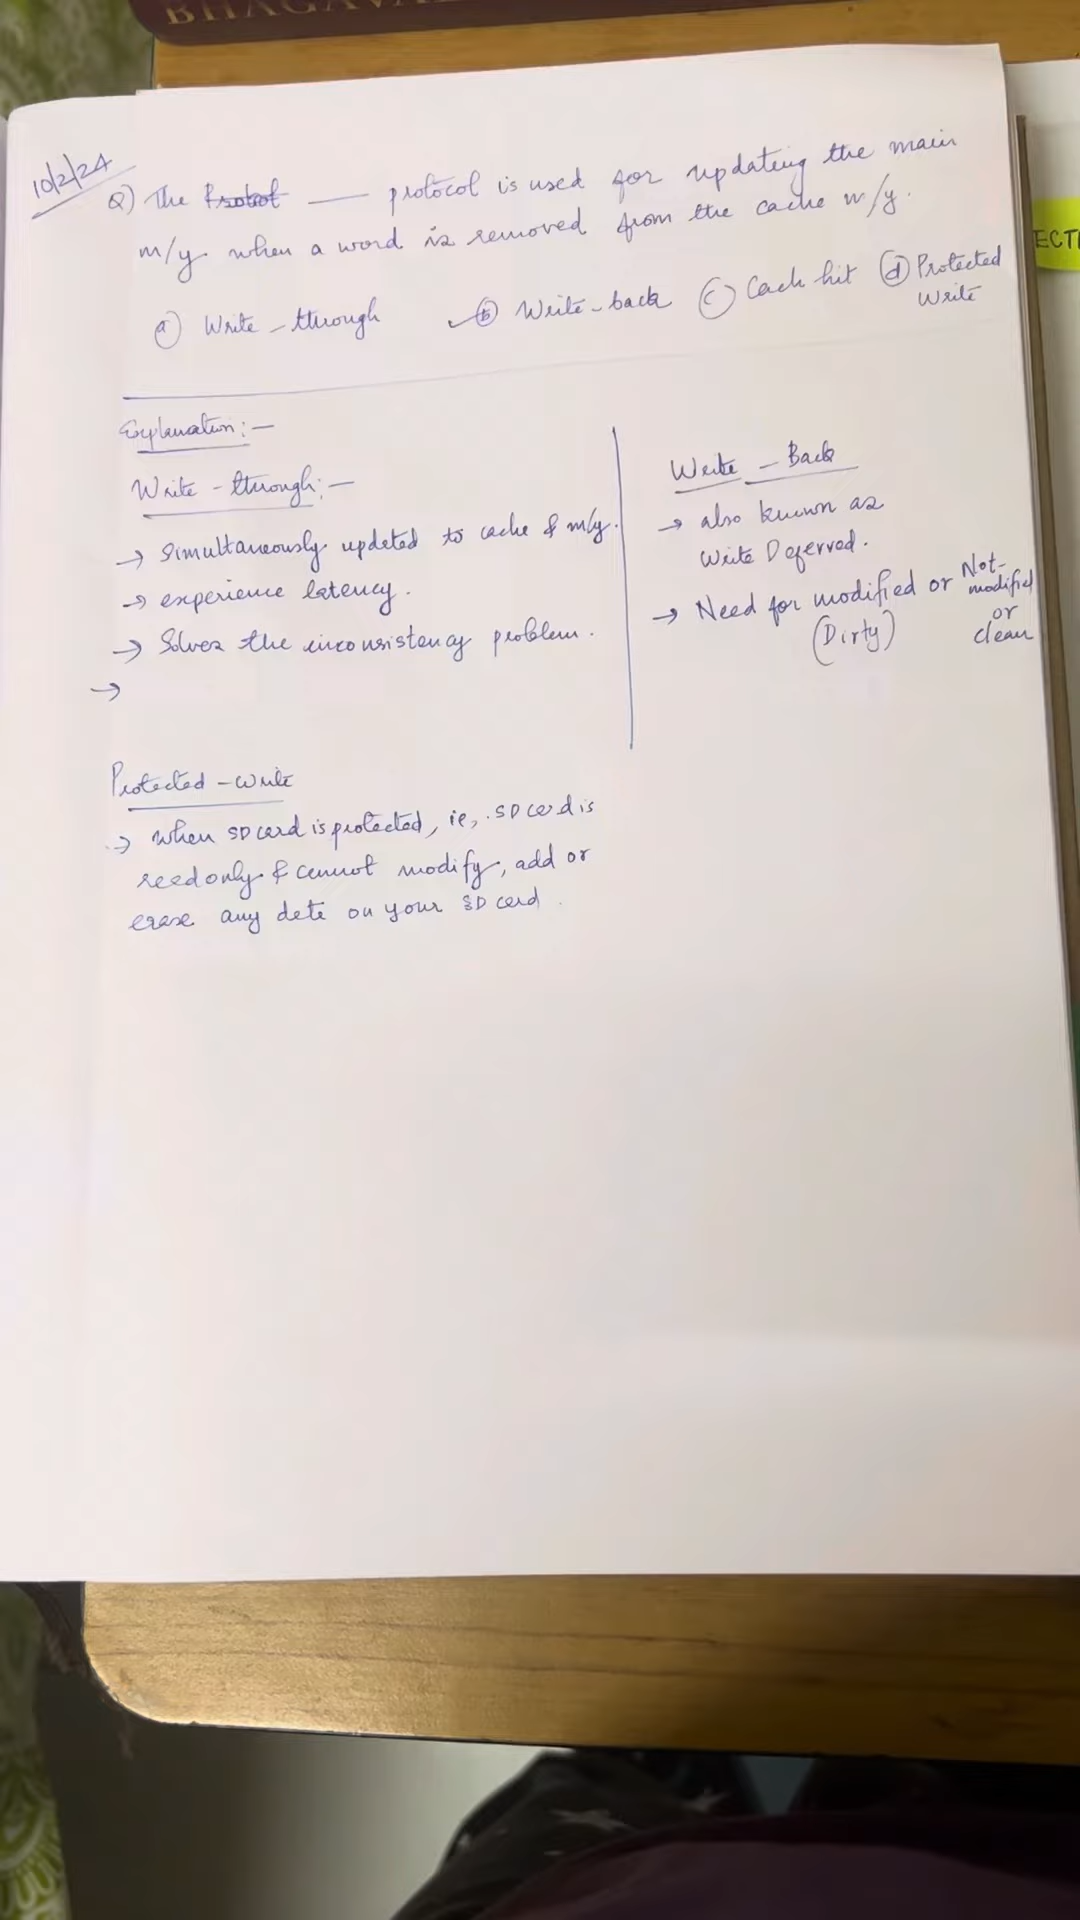 BHAGAVA
10/2/24
Q) The Protocol ___ protocol is used for updating the main
m/y when a word is removed from the cache m/y.
a) Write-through b) Write-back c) Cach hit d) Protected
Write
ECT
Explanation:-
Write-through:-
→ Simultaneously updated to cache & m/y.
→ experience latency.
→ Solves the inconsistency problem.
→
Write-Back
→ also known as
Write Deferred.
→ Need for modified or Not-
modified
(Dirty) or
clean
Protected-write
→ When SD card is protected, ie, SD card is
readonly & cannot modify, add or
erase any data on your SD card.